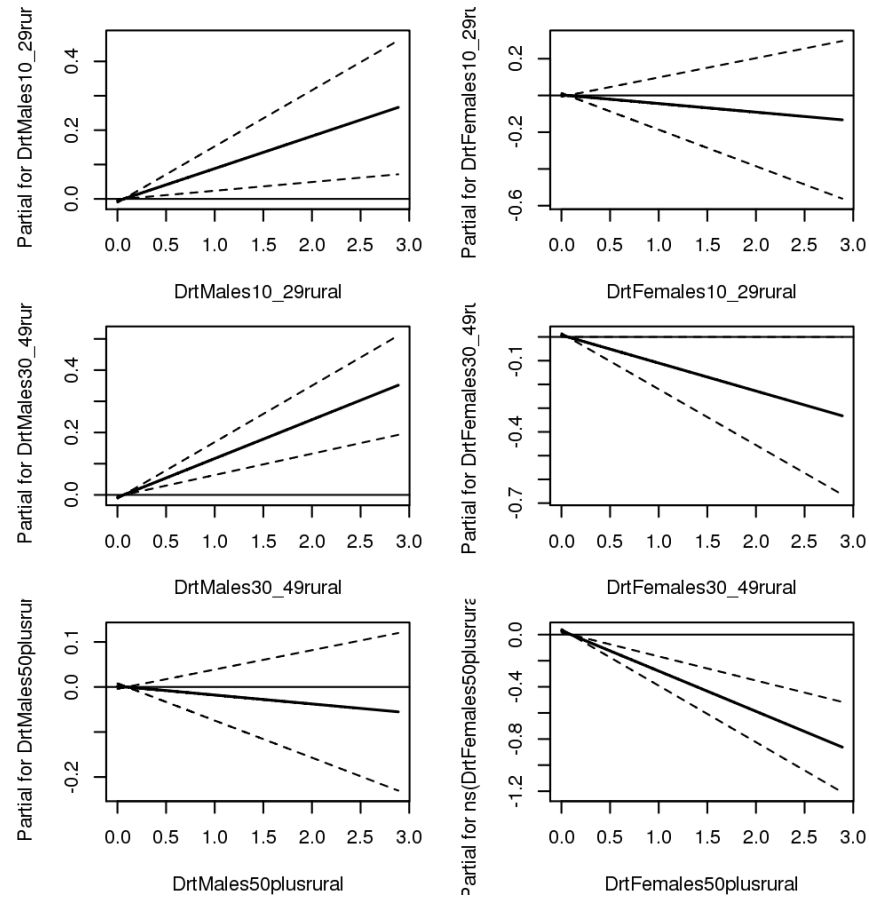 Partial for DrtMales10_29rur
0.0 0.2 0.4
0.0 0.5 1.0 1.5 2.0 2.5 3.0
DrtMales10_29rural
Partial for DrtFemales10_29ru
-0.6 -0.2 0.2
0.0 0.5 1.0 1.5 2.0 2.5 3.0
DrtFemales10_29rural
Partial for DrtMales30_49rur
0.0 0.2 0.4
0.0 0.5 1.0 1.5 2.0 2.5 3.0
DrtMales30_49rural
Partial for DrtFemales30_49ru
-0.7 -0.4 -0.1
0.0 0.5 1.0 1.5 2.0 2.5 3.0
DrtFemales30_49rural
Partial for DrtMales50plusrur
-0.2 0.0 0.1
0.0 0.5 1.0 1.5 2.0 2.5 3.0
DrtMales50plusrural
Partial for ns(DrtFemales50plusrura
-1.2 -0.8 -0.4 0.0
0.0 0.5 1.0 1.5 2.0 2.5 3.0
DrtFemales50plusrural